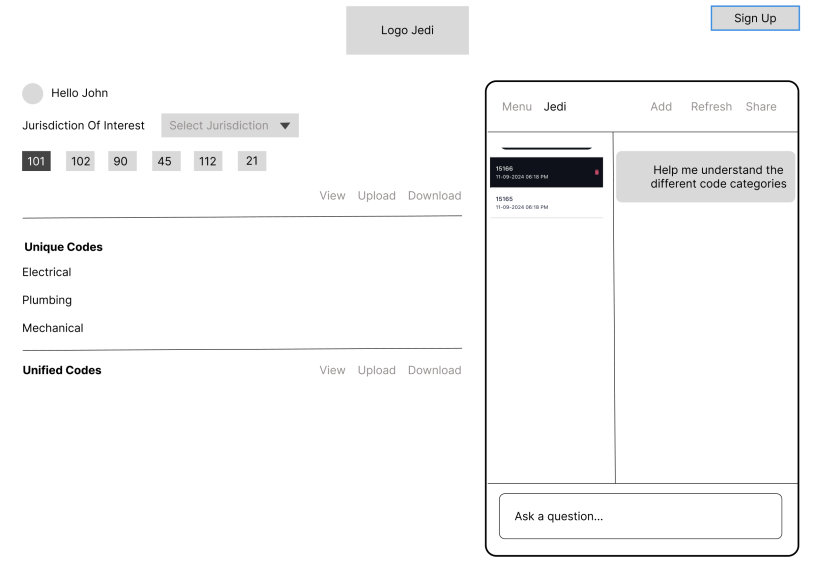 Logo Jedi
Sign Up
Hello John
Jurisdiction Of Interest
Select Jurisdiction
101 102 90 45 112 21
View Upload Download
Unique Codes
Electrical
Plumbing
Mechanical
Unified Codes
View Upload Download
Menu Jedi Add Refresh Share
15166
11-09-2024 06:18 PM
15165
11-09-2024 06:18 PM
Help me understand the
different code categories
Ask a question...